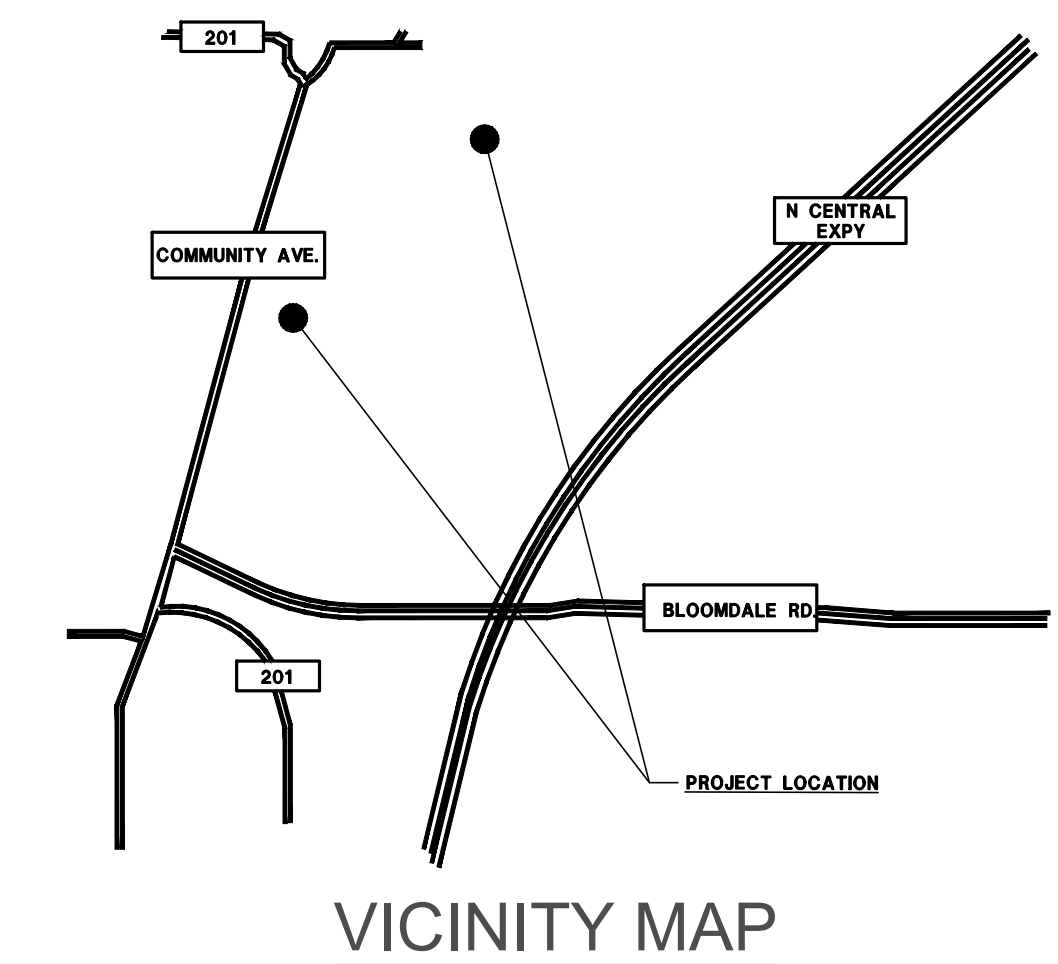 201
N CENTRAL
EXPY
COMMUNITY AVE.
BLOOMDALE RD.
201
PROJECT LOCATION
VICINITY MAP